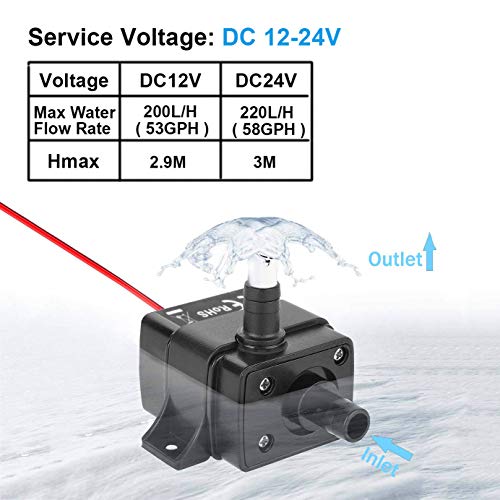 Service Voltage: DC 12-24V
Voltage DC12V DC24V
Max Water Flow Rate 200L/H ( 53GPH ) 220L/H ( 58GPH )
Hmax 2.9M 3M
Outlet
RoHS
Inlet